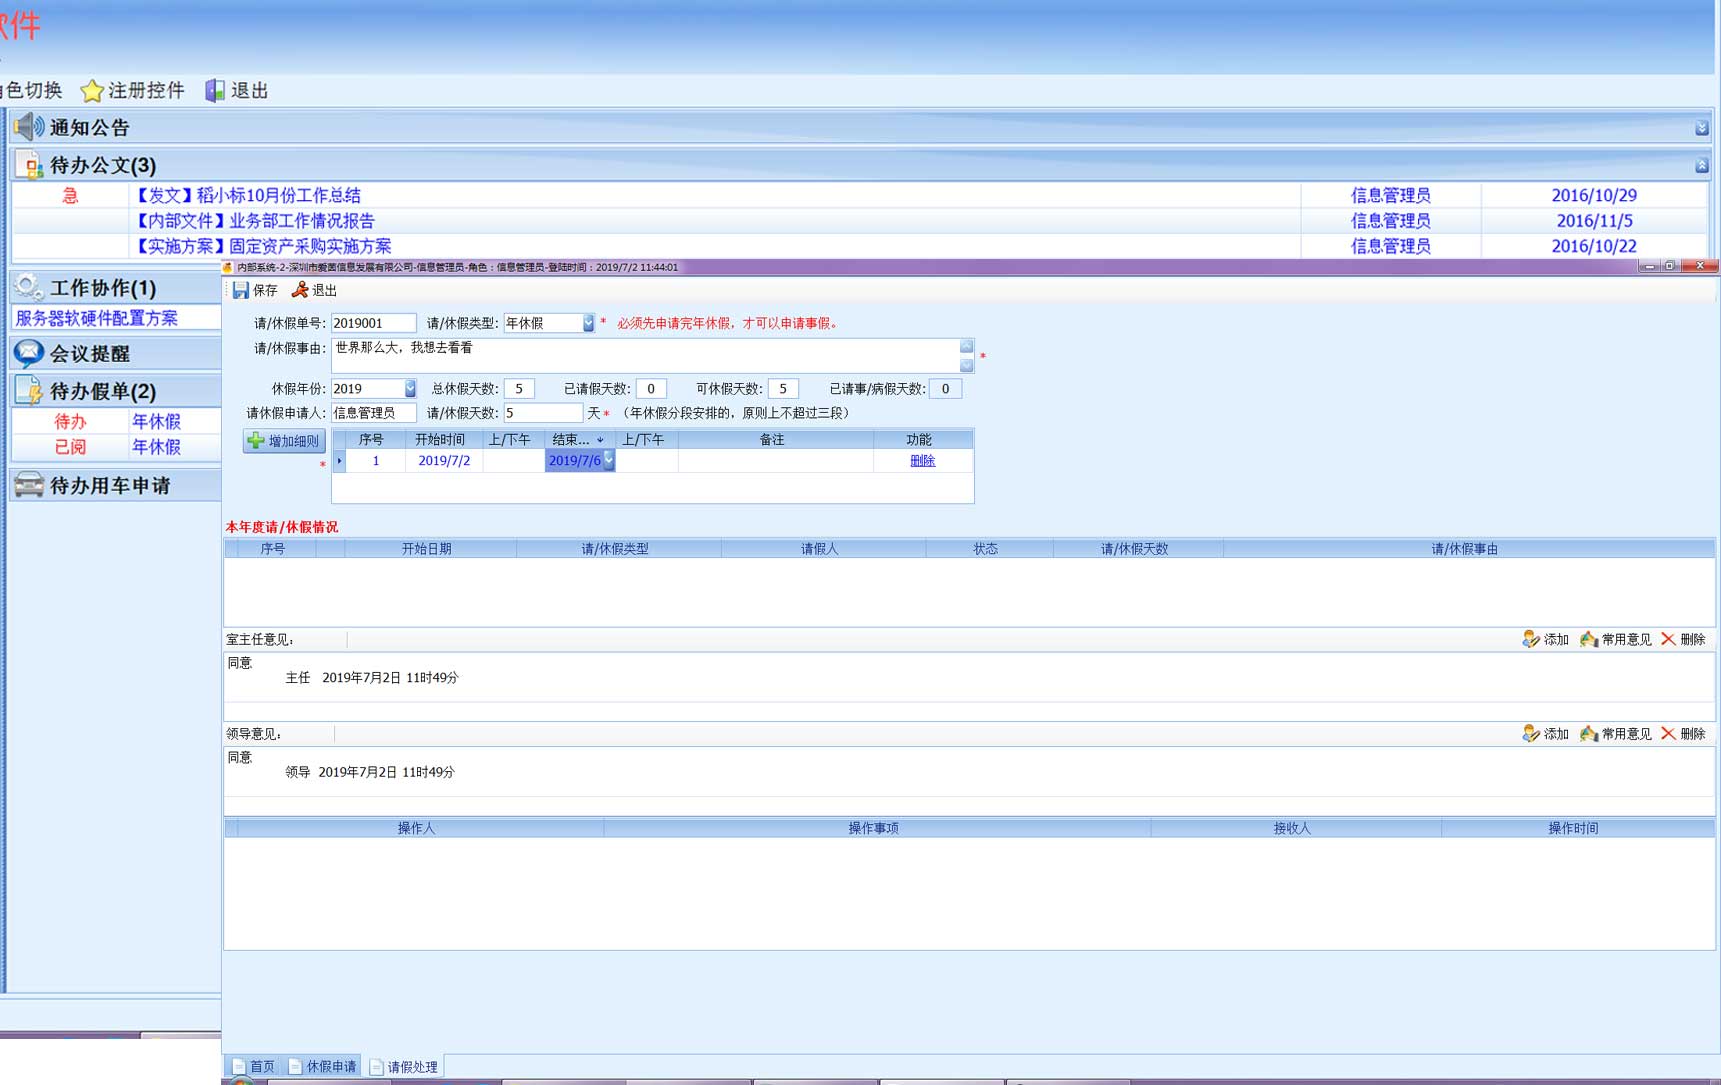 软件
角色切换 注册控件 退出
通知公告
待办公文(3)
急 【发文】稻小标10月份工作总结 信息管理员 2016/10/29
【内部文件】业务部工作情况报告 信息管理员 2016/11/5
【实施方案】固定资产采购实施方案 信息管理员 2016/10/22
工作协作(1)
服务器软硬件配置方案
会议提醒
待办假单(2)
待办 年休假
已阅 年休假
待办用车申请
内部系统-2-深圳市爱菌信息发展有限公司-信息管理员-角色：信息管理员-登陆时间：2019/7/2 11:44:01
保存 退出
请/休假单号: 2019001 请/休假类型: 年休假 * 必须先申请完年休假，才可以申请事假。
请/休假事由: 世界那么大，我想去看看 *
休假年份: 2019 总休假天数: 5 已请假天数: 0 可休假天数: 5 已请事/病假天数: 0
请休假申请人: 信息管理员 请/休假天数: 5 天 * （年休假分段安排的，原则上不超过三段）
增加细则 * 序号 开始时间 上/下午 结束... 上/下午 备注 功能
1 2019/7/2 2019/7/6 删除
本年度请/休假情况
序号 开始日期 请/休假类型 请假人 状态 请/休假天数 请/休假事由
室主任意见: 添加 常用意见 删除
同意
主任 2019年7月2日 11时49分
领导意见: 添加 常用意见 删除
同意
领导 2019年7月2日 11时49分
操作人 操作事项 接收人 操作时间
首页 休假申请 请假处理